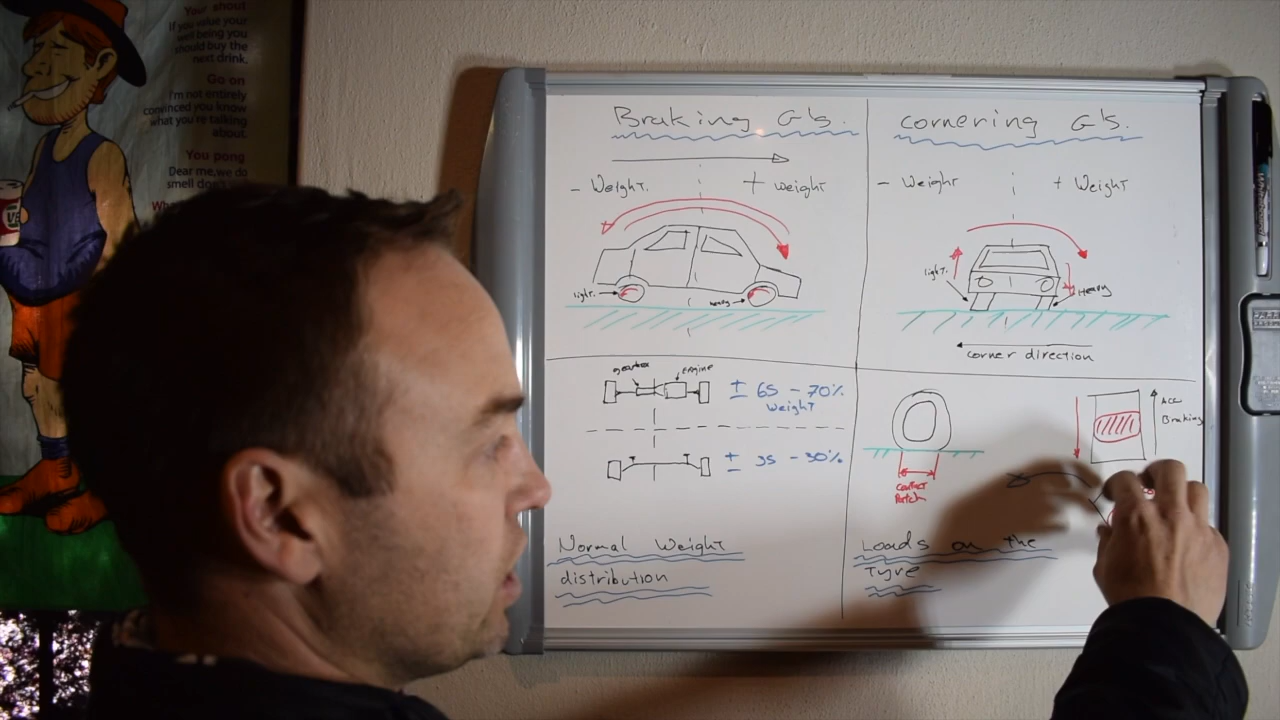 Your shout
if you value your
well being you
should buy the
next drink.
Go on
I'm not entirely
convinced you know
what you're talking
about.
You pong
Dear me, we do
smell
VB
Braking G's.
- Weight.
+ weight
light.
heavy
cornering G's.
- Weight
+ Weight
light.
Heavy
corner direction
gearbox
Engine
± 65 - 70%
Weight
± 35 - 30%
Normal Weight
distribution
contact
Patch
Acc
Braking
Loads on the
Tyre